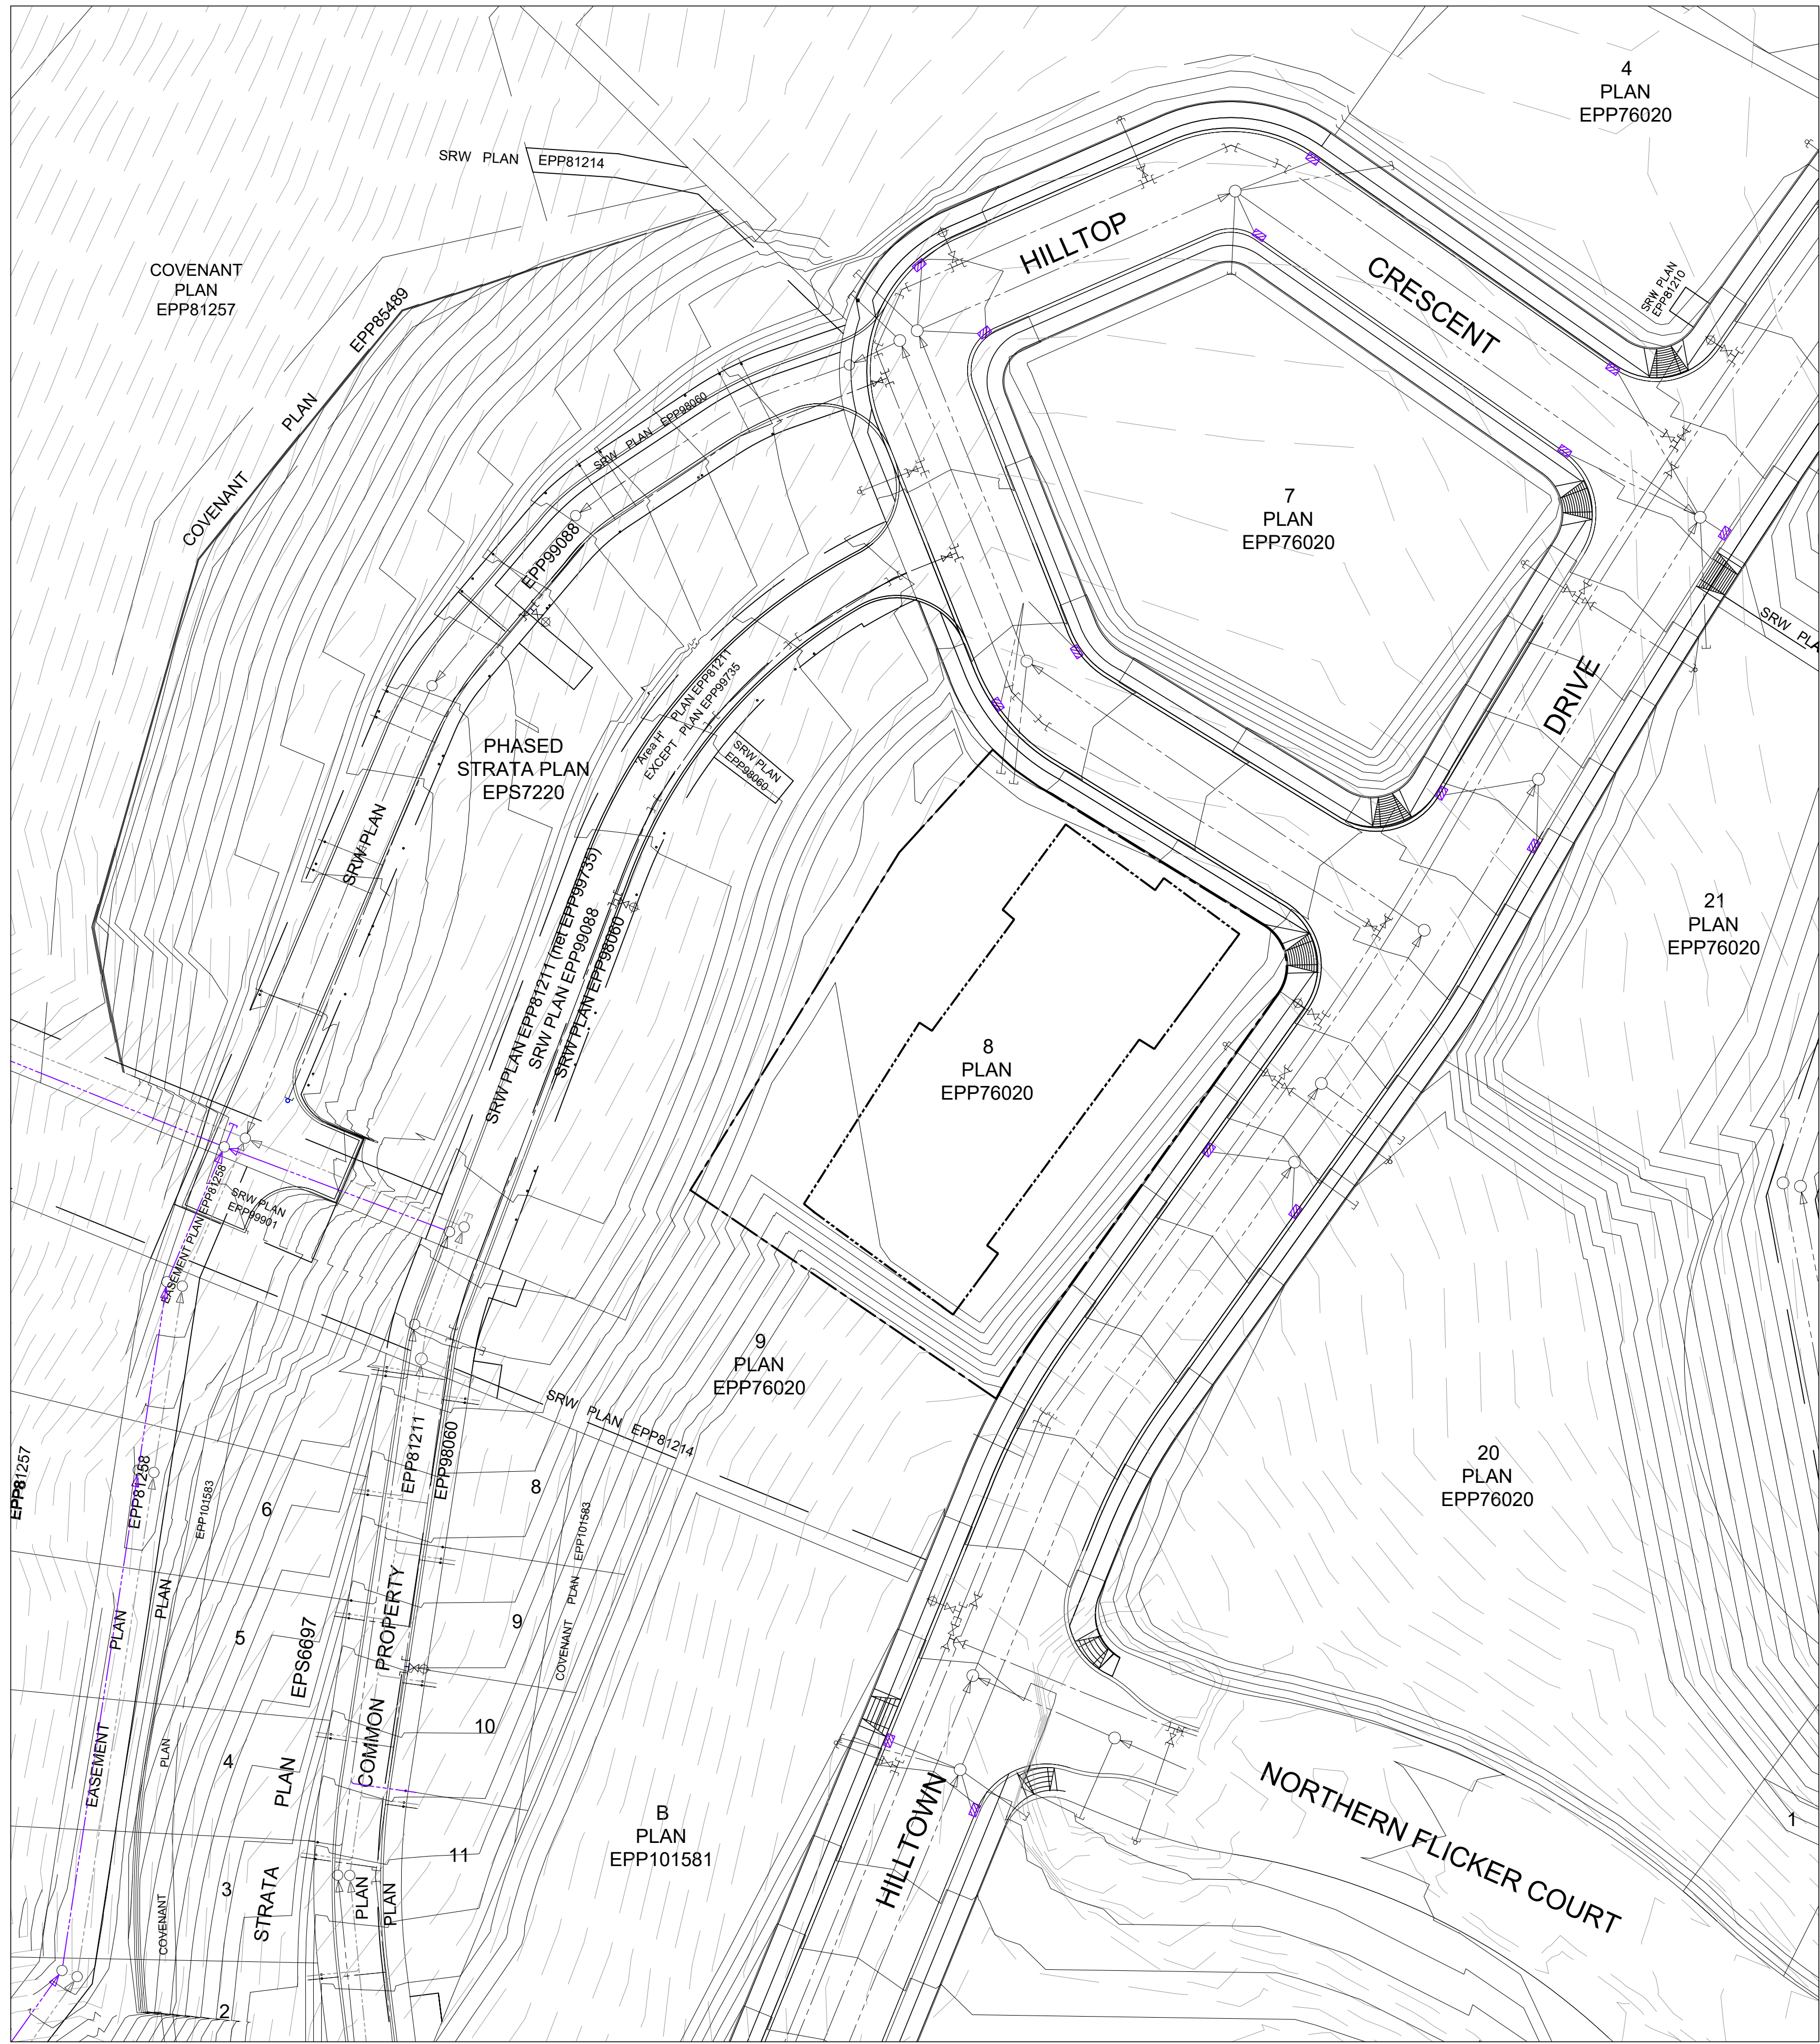 4
PLAN
EPP76020
SRW PLAN EPP81214
COVENANT
PLAN
EPP81257
HILLTOP
CRESCENT
SRW PLAN
EPP81210
COVENANT PLAN EPP85489
SRW PLAN EPP98060
7
PLAN
EPP76020
EPP99088
SRW PLAN
DRIVE
SRW PLA
PLAN EPP81211
Area H
EXCEPT PLAN EPP99735
SRW PLAN
EPP98060
PHASED
STRATA PLAN
EPS7220
SRW PLAN EPP81211 (net EPP99735)
SRW PLAN EPP99088
SRW PLAN EPP98060
21
PLAN
EPP76020
8
PLAN
EPP76020
EASEMENT PLAN EPP81258
SRW PLAN
EPP99901
9
PLAN
EPP76020
SRW PLAN EPP81214
20
PLAN
EPP76020
EPP81257
EASEMENT PLAN EPP81258
PLAN
COVENANT PLAN EPP101583
6
5
4
3
2
STRATA PLAN EPS6697
COMMON PROPERTY
PLAN EPP81211
PLAN EPP98060
8
9
10
11
COVENANT PLAN EPP101583
B
PLAN
EPP101581
HILLTOWN
NORTHERN FLICKER COURT
1